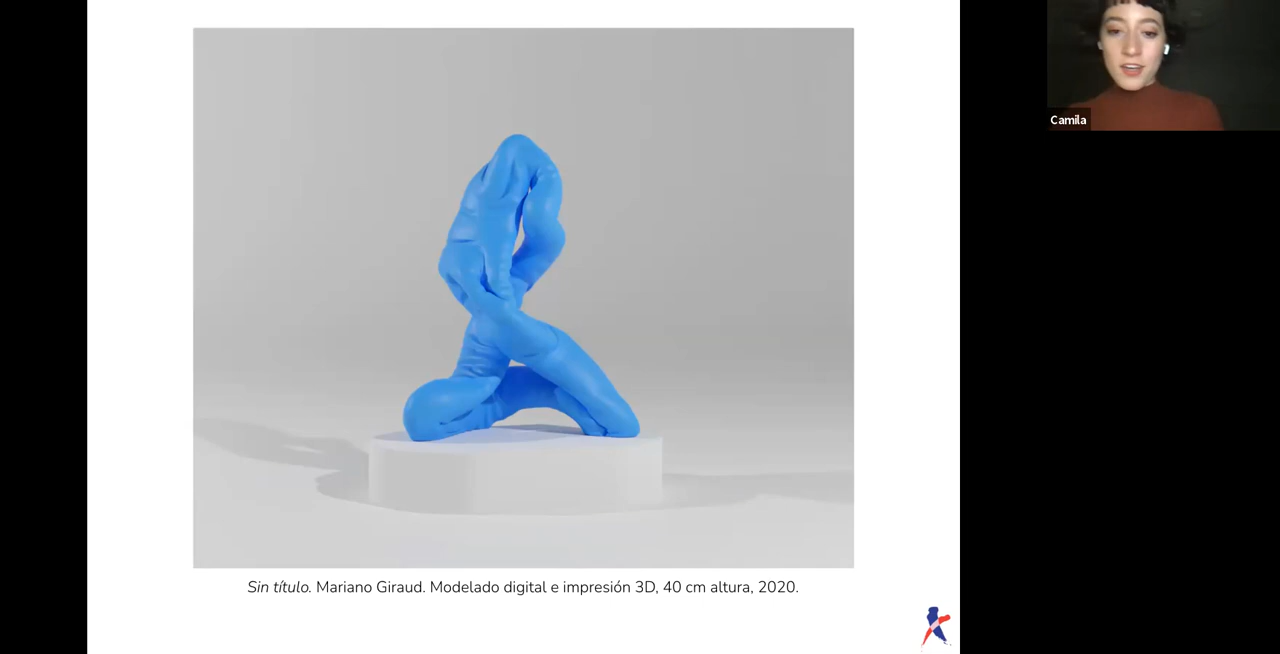 Camila
Sin título. Mariano Giraud. Modelado digital e impresión 3D, 40 cm altura, 2020.